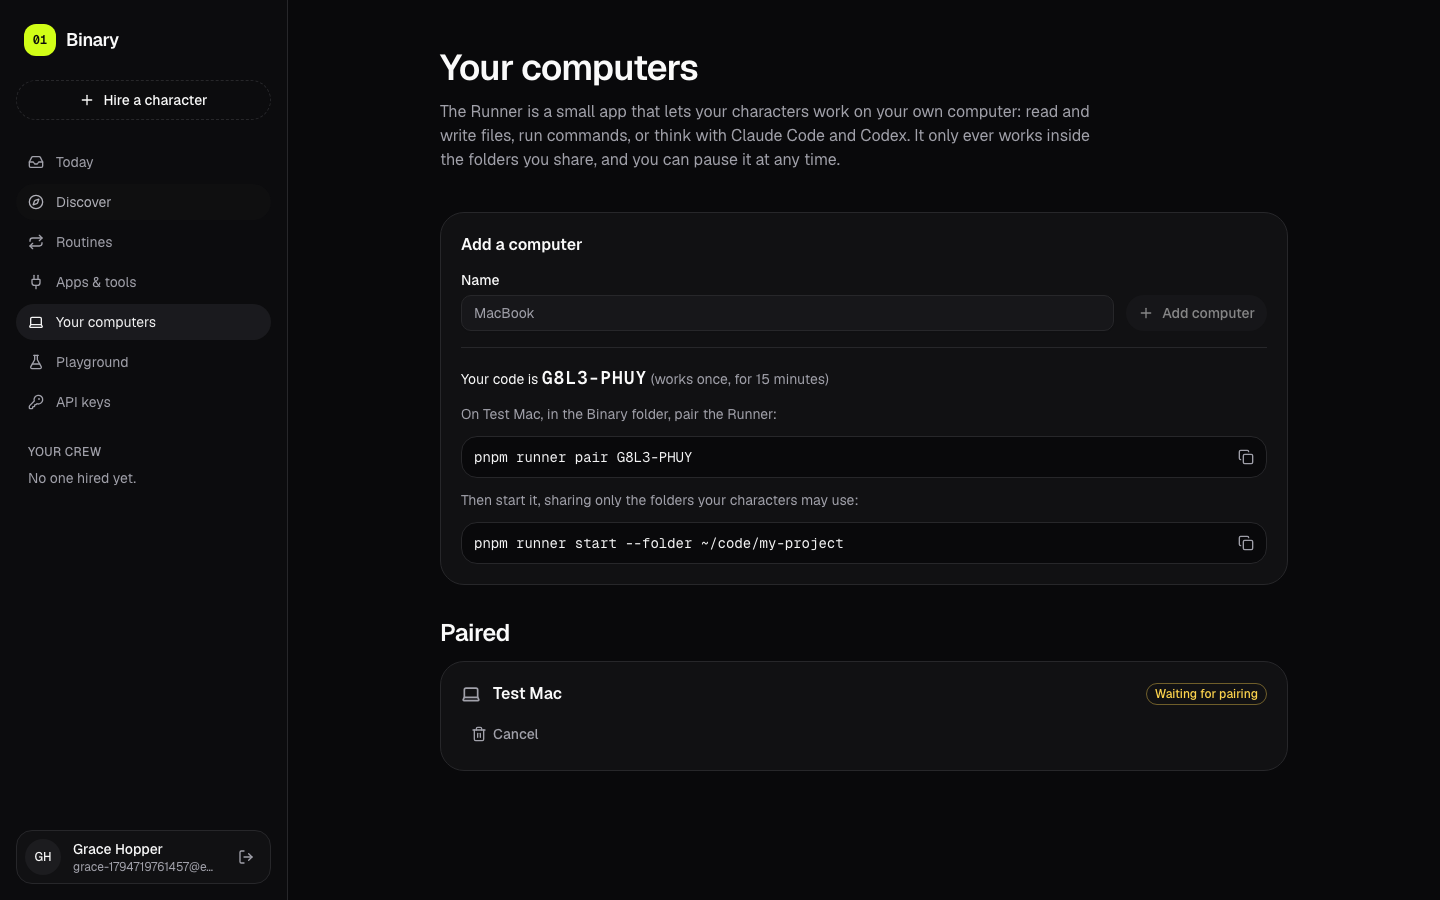 01 Binary
Hire a character
Today
Discover
Routines
Apps & tools
Your computers
Playground
API keys
YOUR CREW
No one hired yet.
GH
Grace Hopper
grace-1794719761457@e...
Your computers
The Runner is a small app that lets your characters work on your own computer: read and
write files, run commands, or think with Claude Code and Codex. It only ever works inside
the folders you share, and you can pause it at any time.
Add a computer
Name
MacBook
Add computer
Your code is G8L3-PHUY (works once, for 15 minutes)
On Test Mac, in the Binary folder, pair the Runner:
pnpm runner pair G8L3-PHUY
Then start it, sharing only the folders your characters may use:
pnpm runner start --folder ~/code/my-project
Paired
Test Mac
Waiting for pairing
Cancel